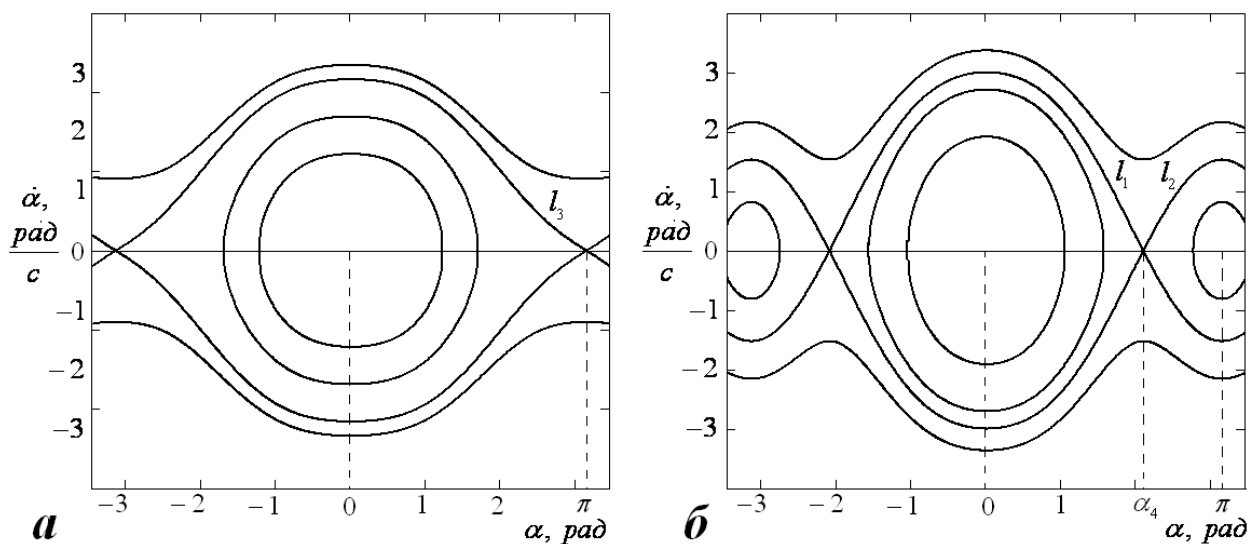 3
2
1
α̇,
рад
с
0
−1
−2
−3
l₃
−3 −2 −1 0 1 2 π
α, рад
а
3
2
1
α̇,
рад
с
0
−1
−2
−3
l₁ l₂
−3 −2 −1 0 1 α₄ π
α, рад
б